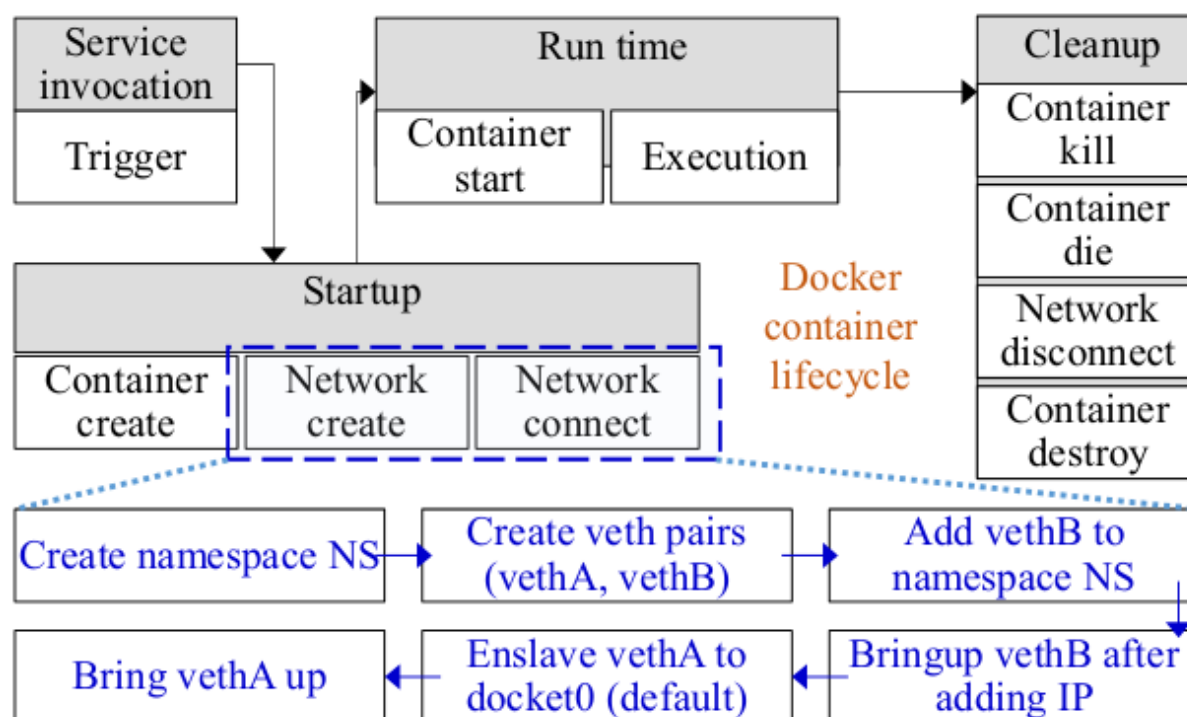 Service
invocation
Trigger
Run time
Container
start
Execution
Cleanup
Container
kill
Container
die
Network
disconnect
Container
destroy
Startup
Container
create
Network
create
Network
connect
Docker
container
lifecycle
Create namespace NS
Create veth pairs
(vethA, vethB)
Add vethB to
namespace NS
Bringup vethB after
adding IP
Enslave vethA to
docket0 (default)
Bring vethA up